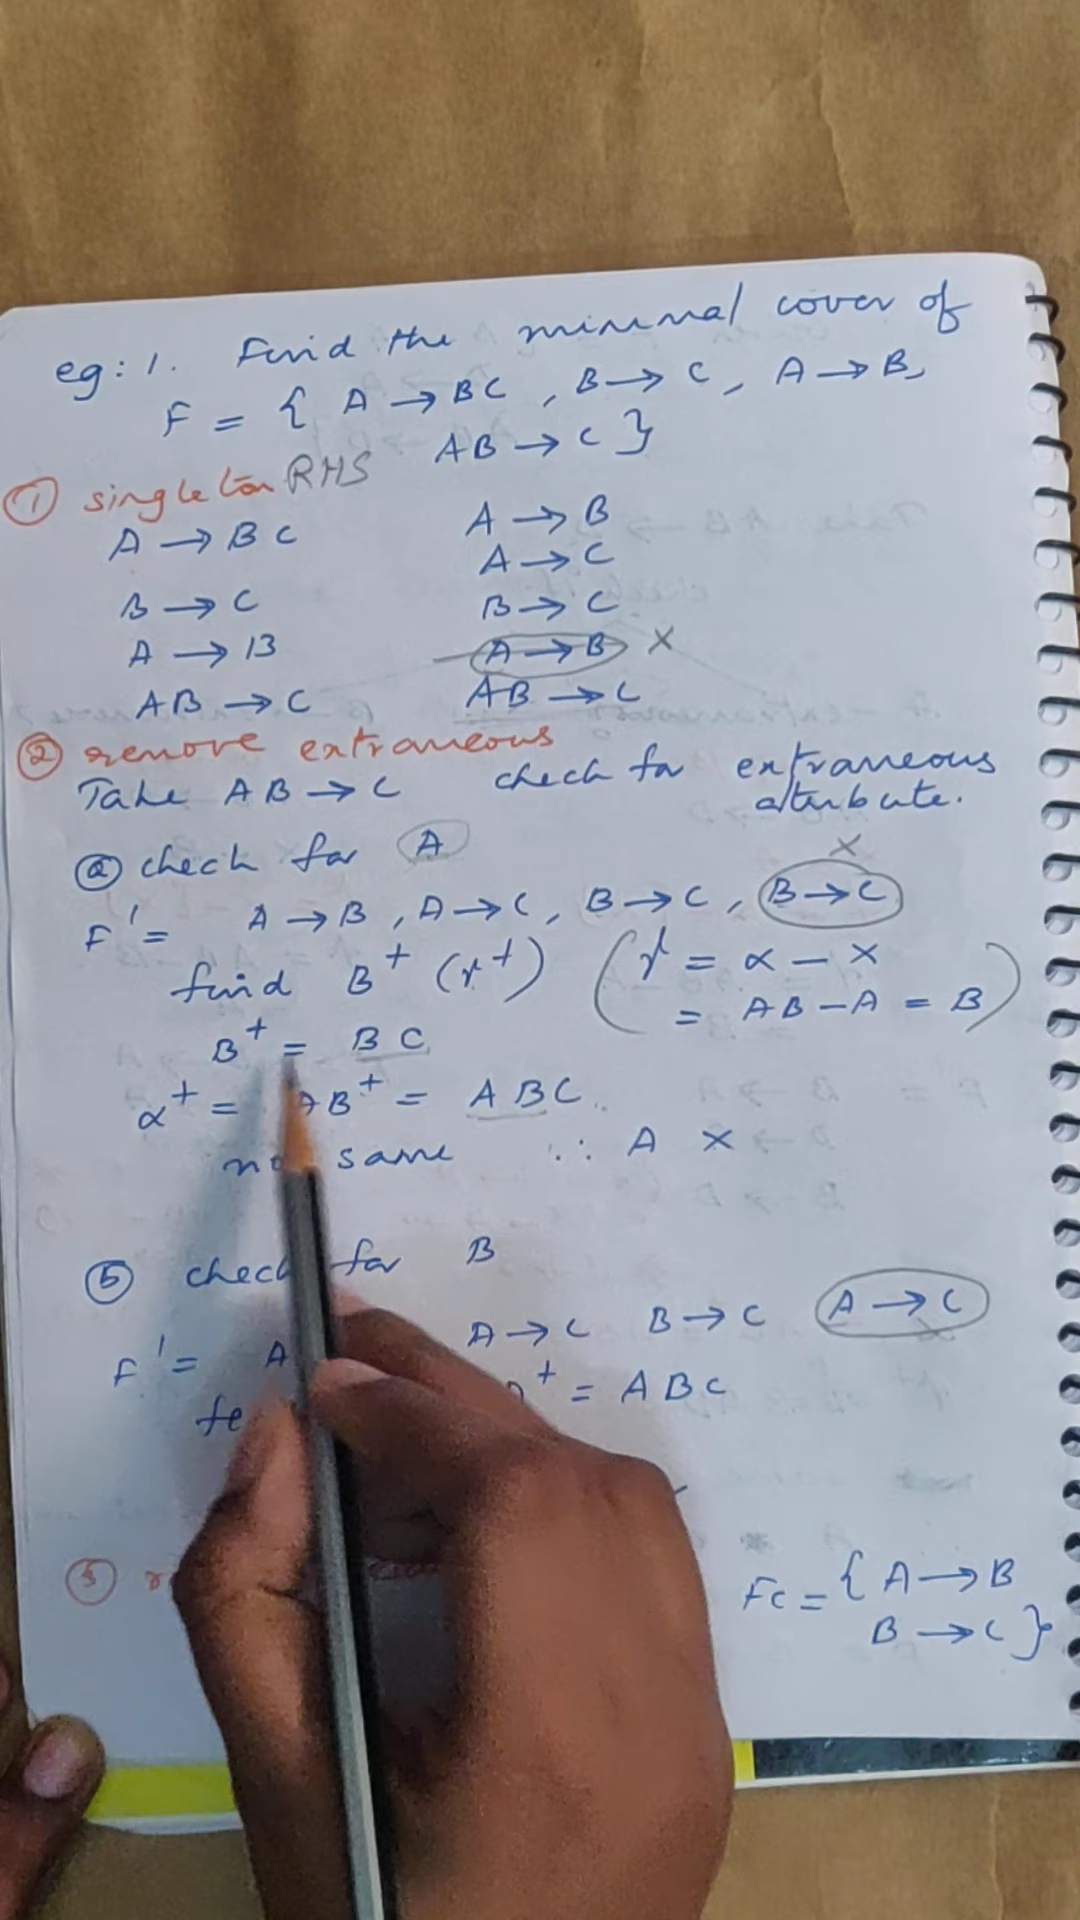 eg: 1. Find the minimal cover of
F = { A → BC , B → C , A → B,
AB → C }
① singleton RHS
A → BC A → B
A → C
B → C B → C
A → B A → B X
AB → C AB → C
② remove extraneous
Take AB → C check for extraneous
attribute.
ⓐ check for A
X
F' = A → B , A → C , B → C , B → C
find B+ (γ+) ( γ = α - x
= AB - A = B )
B+ = BC
α+ = AB+ = ABC
same ∴ A X
ⓑ check for B
F' = A A → C B → C A → C
+ = ABC
Fc = { A → B
B → C }